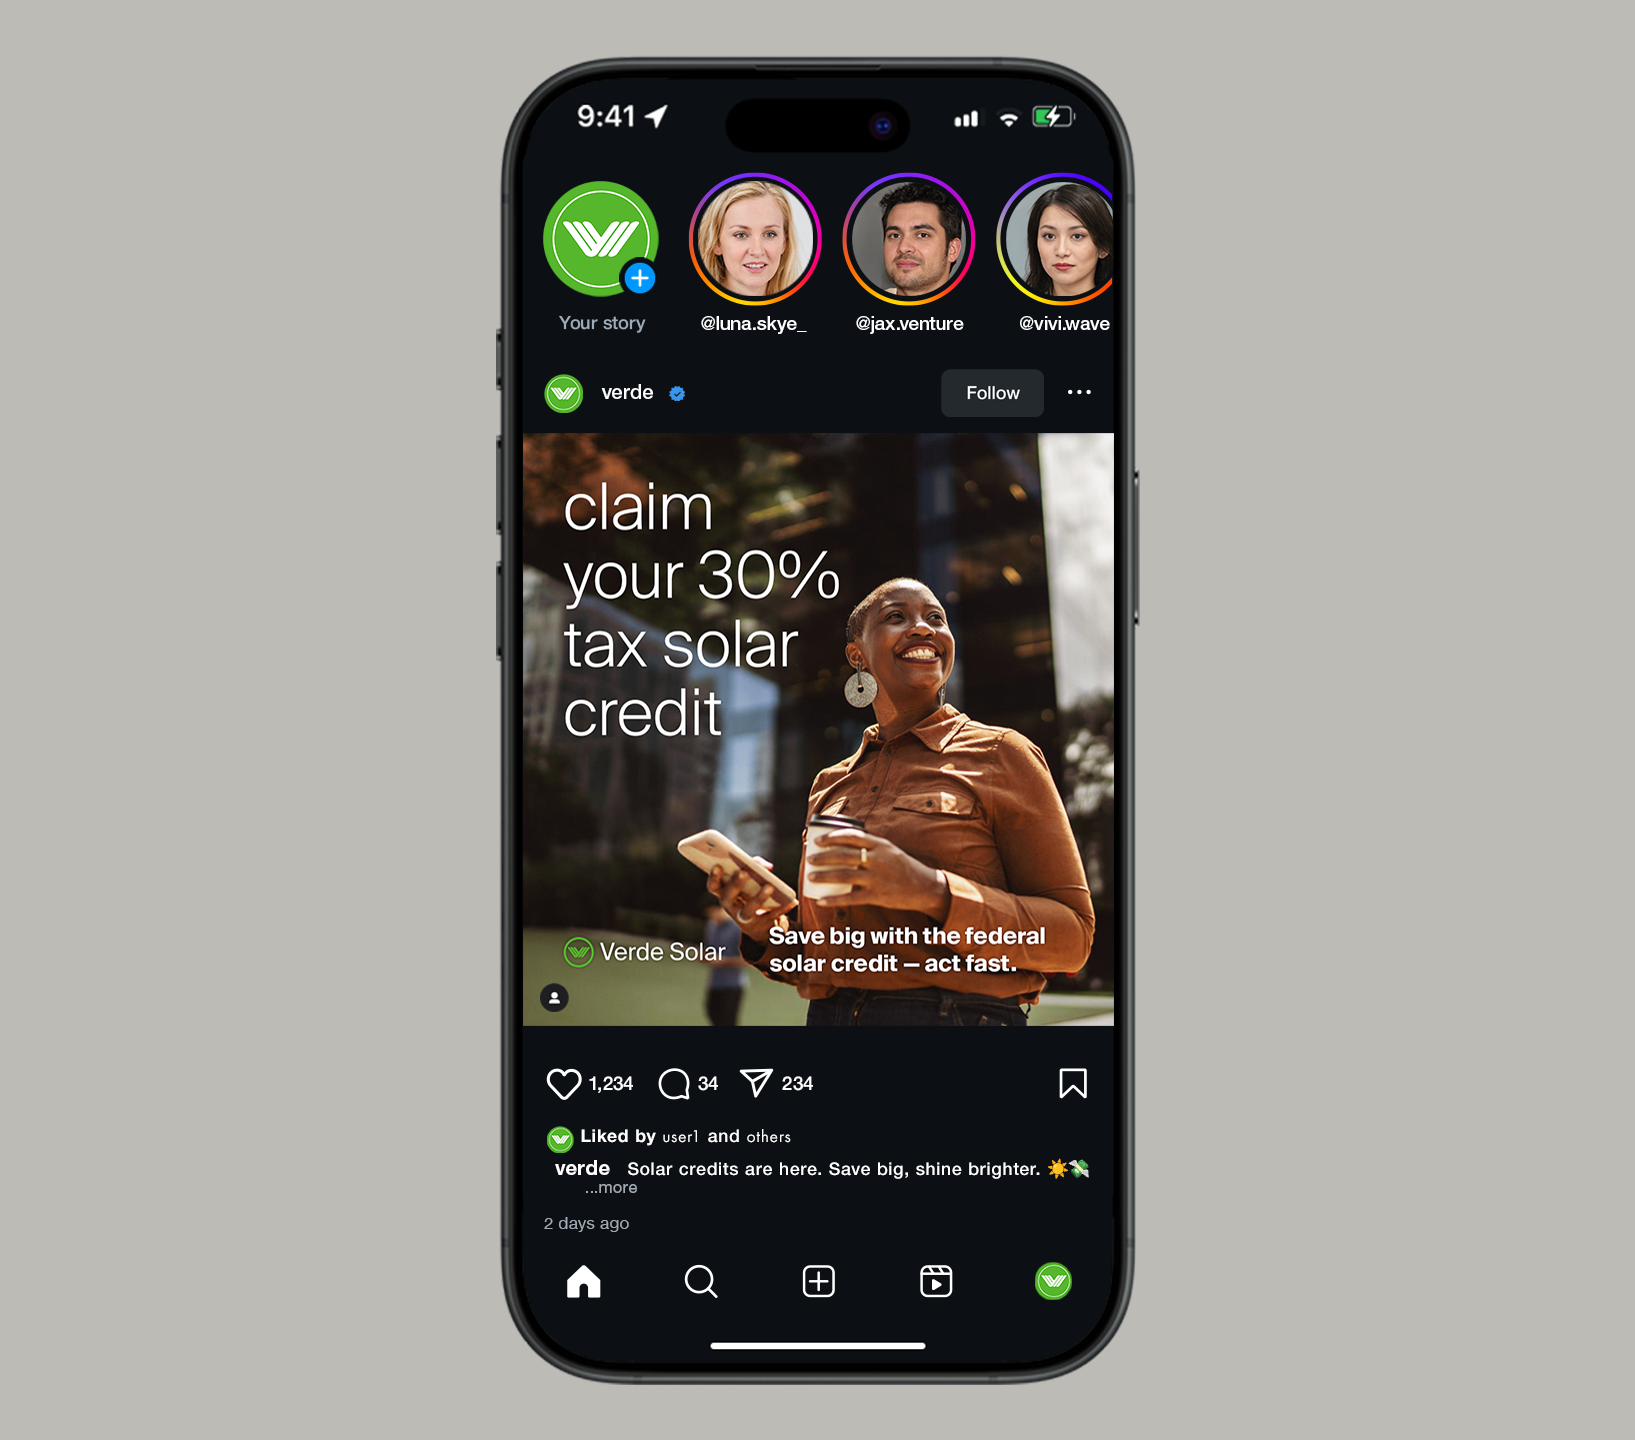 9:41
Your story
@luna.skye_
@jax.venture
@vivi.wave
verde
Follow
claim
your 30%
tax solar
credit
Verde Solar
Save big with the federal
solar credit – act fast.
1,234
34
234
Liked by user1 and others
verde Solar credits are here. Save big, shine brighter. ☀️💸
...more
2 days ago